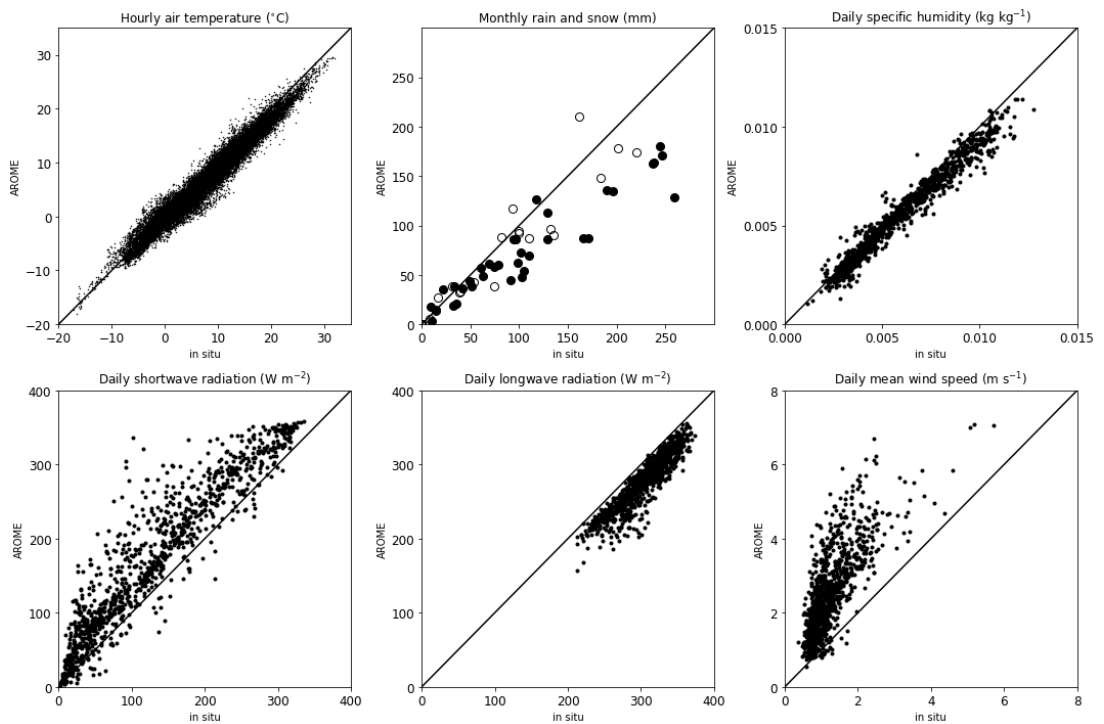 Hourly air temperature (°C)
30
20
10
0
−10
−20
AROME
−20 −10 0 10 20 30
in situ
Monthly rain and snow (mm)
250
200
150
100
50
0
AROME
0 50 100 150 200 250
in situ
Daily specific humidity (kg kg⁻¹)
0.015
0.010
0.005
0.000
AROME
0.000 0.005 0.010 0.015
in situ
Daily shortwave radiation (W m⁻²)
400
300
200
100
0
AROME
0 100 200 300 400
in situ
Daily longwave radiation (W m⁻²)
400
300
200
100
0
AROME
0 100 200 300 400
in situ
Daily mean wind speed (m s⁻¹)
8
6
4
2
0
AROME
0 2 4 6 8
in situ